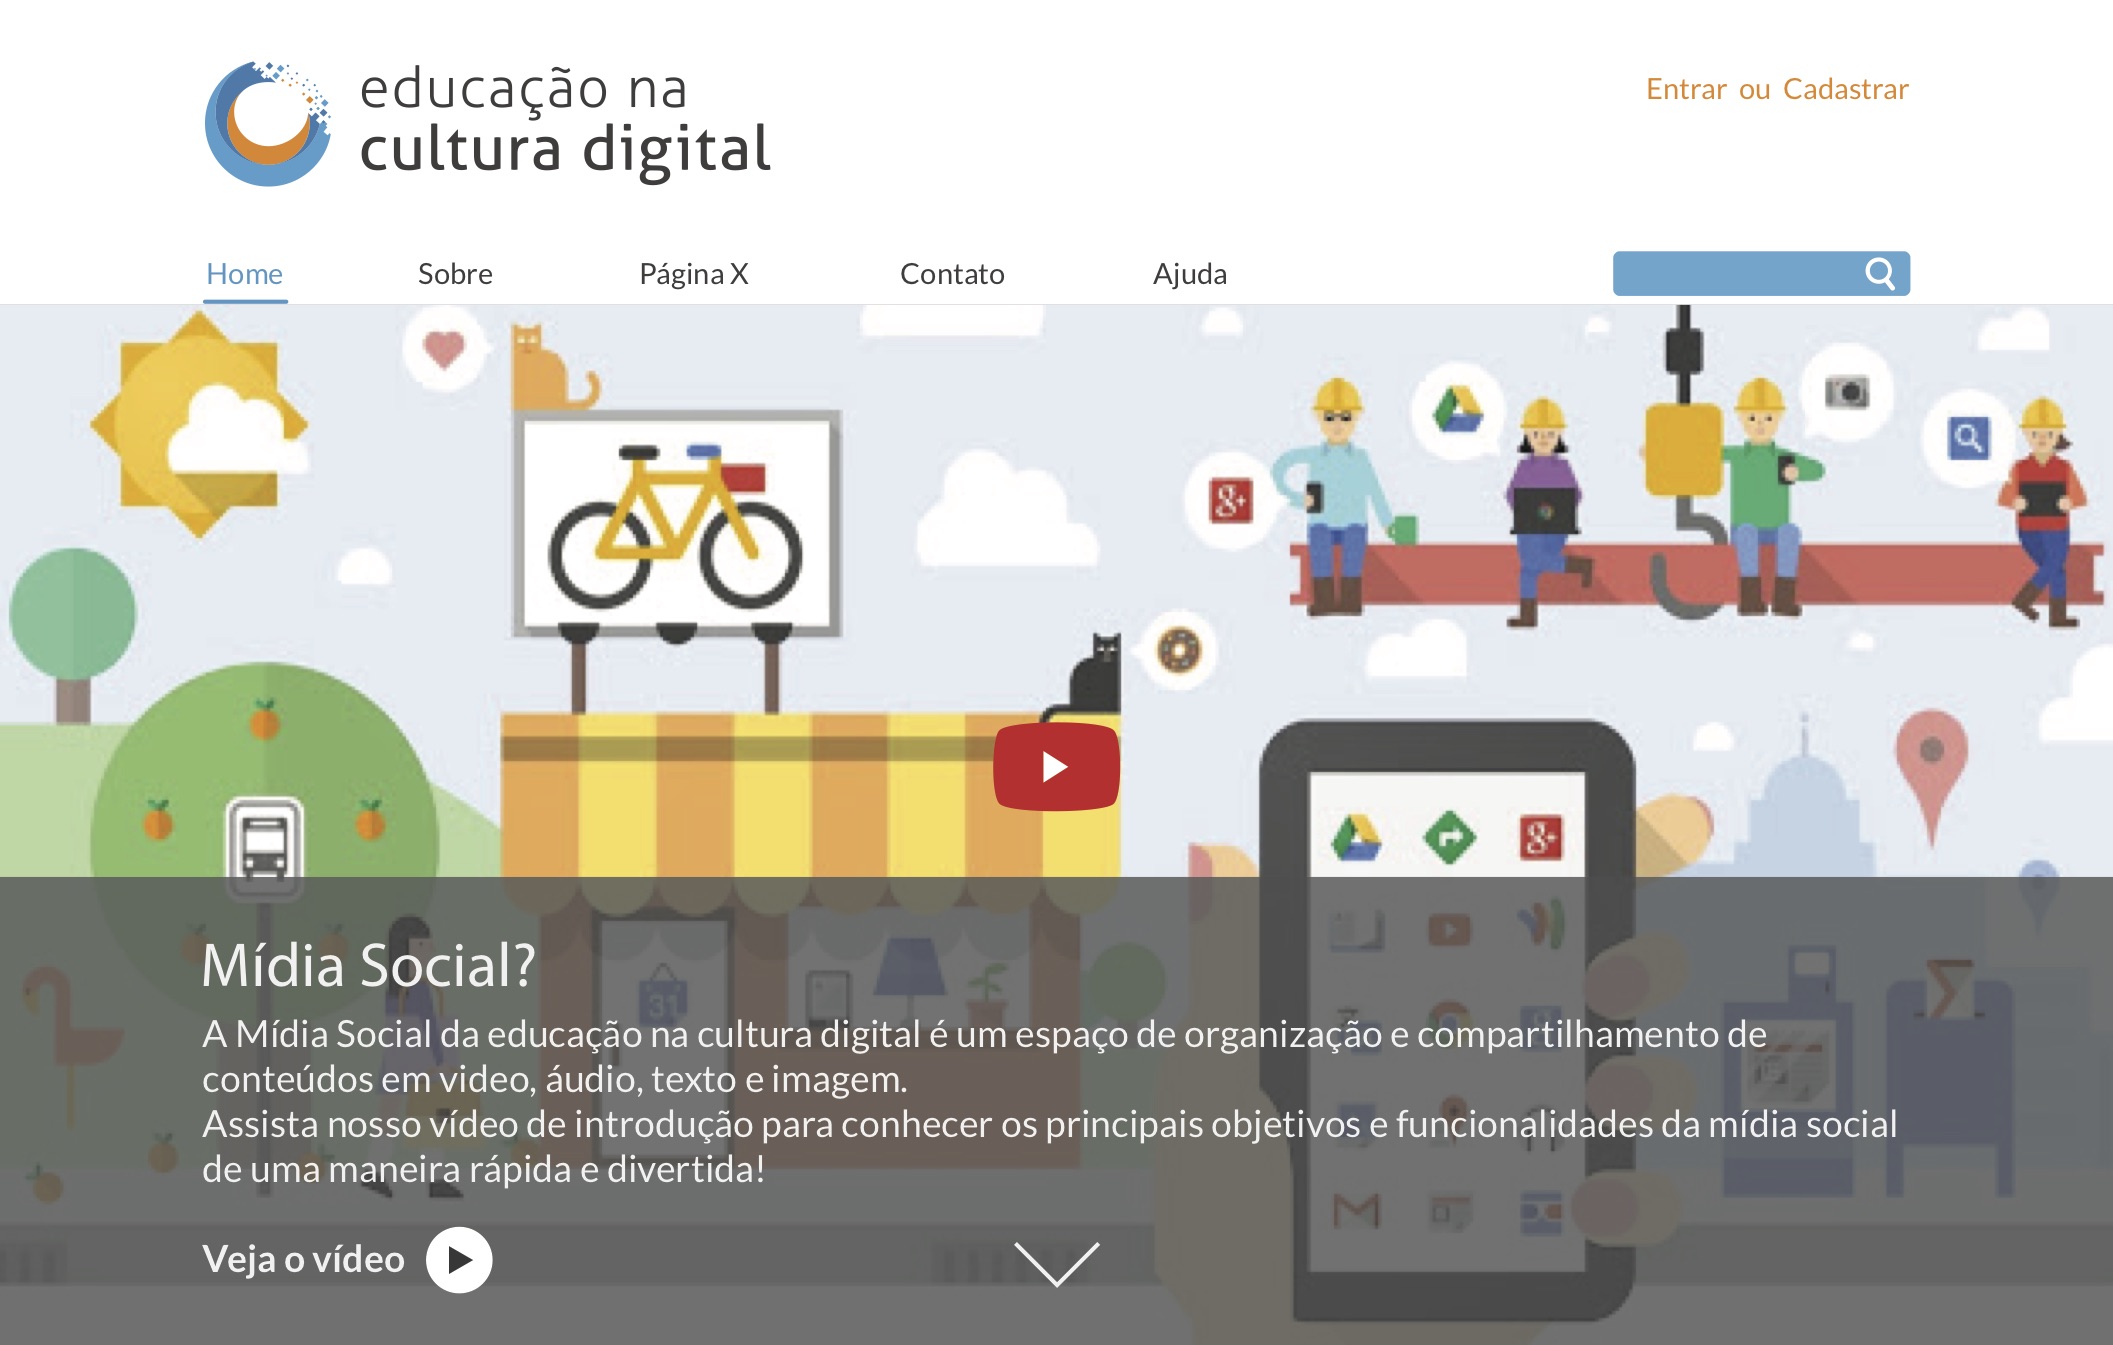 educação na
cultura digital
Entrar ou Cadastrar
Home Sobre Página X Contato Ajuda
g+
g+
31
Mídia Social?
A Mídia Social da educação na cultura digital é um espaço de organização e compartilhamento de
conteúdos em video, áudio, texto e imagem.
Assista nosso vídeo de introdução para conhecer os principais objetivos e funcionalidades da mídia social
de uma maneira rápida e divertida!
Veja o vídeo